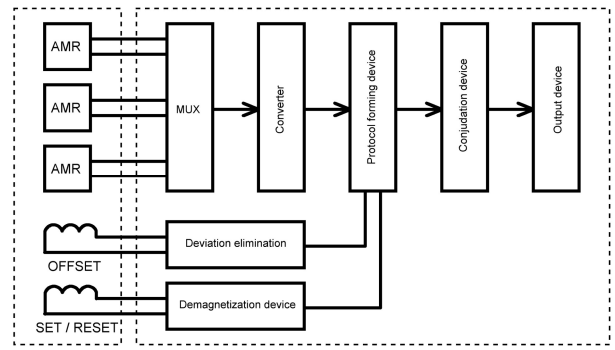 AMR
AMR
AMR
MUX
Converter
Protocol forming device
Conjudation device
Output device
Deviation elimination
OFFSET
Demagnetization device
SET / RESET